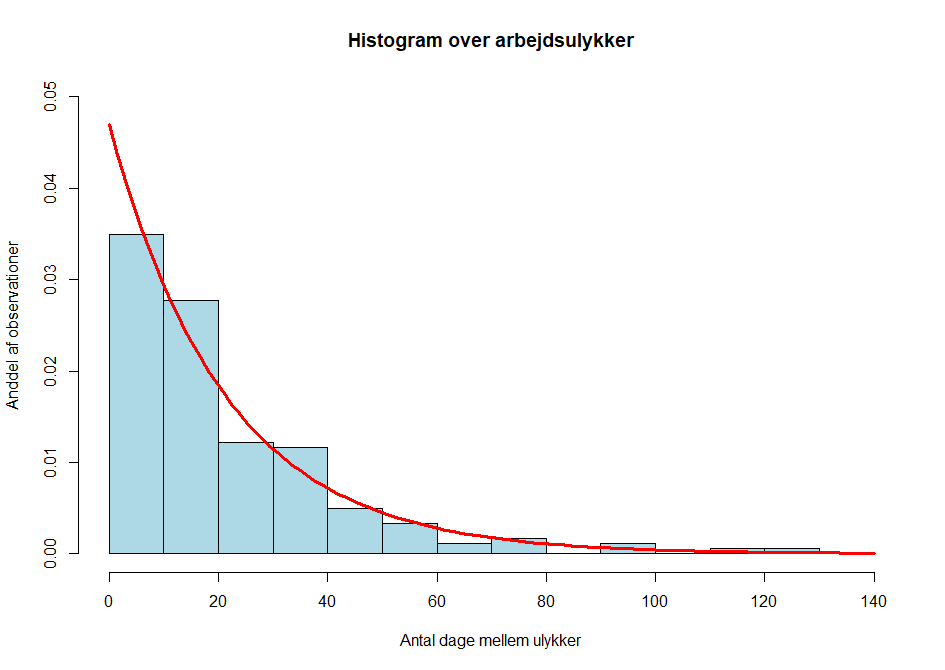 Histogram over arbejdsulykker
0.05
0.04
0.03
0.02
0.01
0.00
Anddel af observationer
0 20 40 60 80 100 120 140
Antal dage mellem ulykker